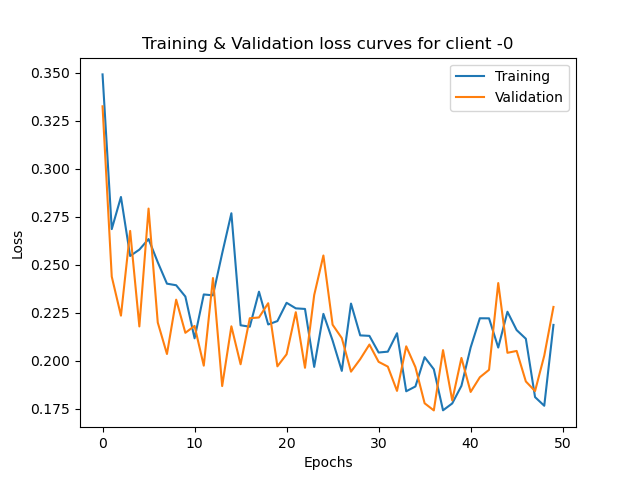 Training & Validation loss curves for client -0
Training
Validation
Loss
0.350
0.325
0.300
0.275
0.250
0.225
0.200
0.175
0 10 20 30 40 50
Epochs